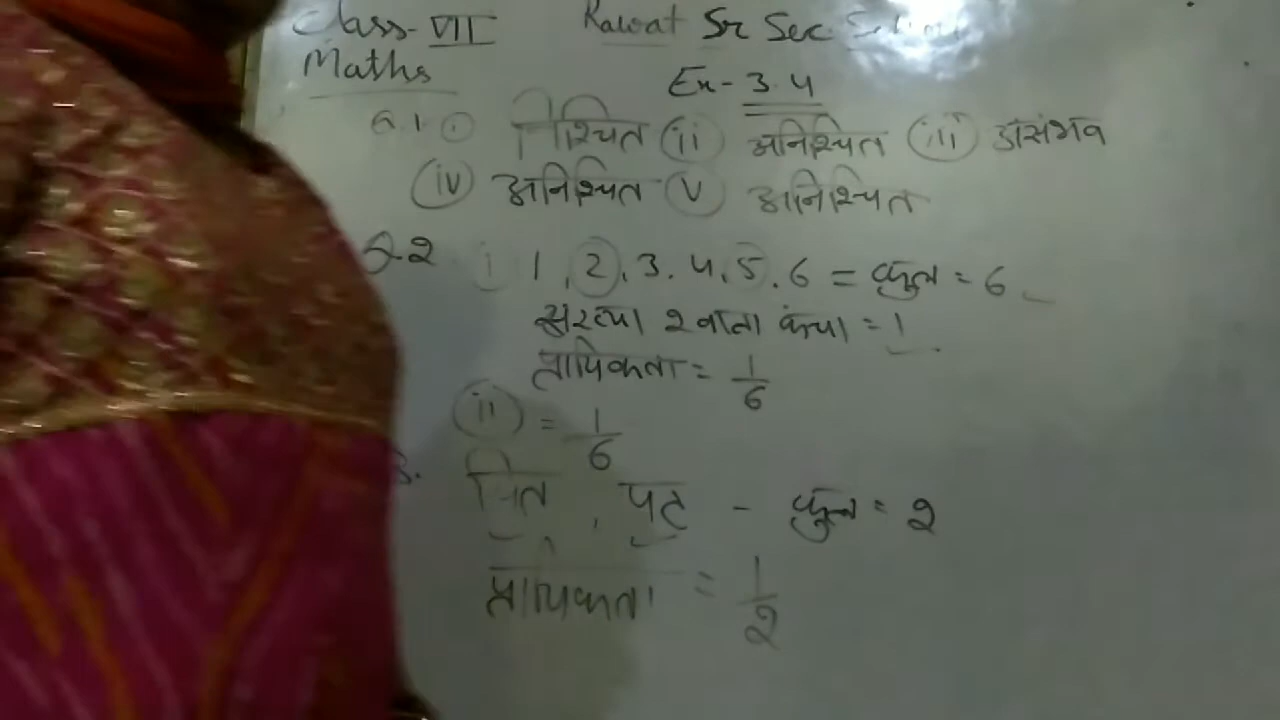 Class-VII Rawat Sr Sec School
Maths
Ex-3.4
Q.1 (i) निश्चित (ii) अनिश्चित (iii) असंभव
(iv) अनिश्चित (v) अनिश्चित
Q.2 i 1, 2, 3. 4, 5. 6 = कुल = 6
संख्या 2 वाला कंचा = 1
प्रायिकता = 1/6
(ii) = 1/6
3. चित, पट - कुल = 2
प्रायिकता = 1/2